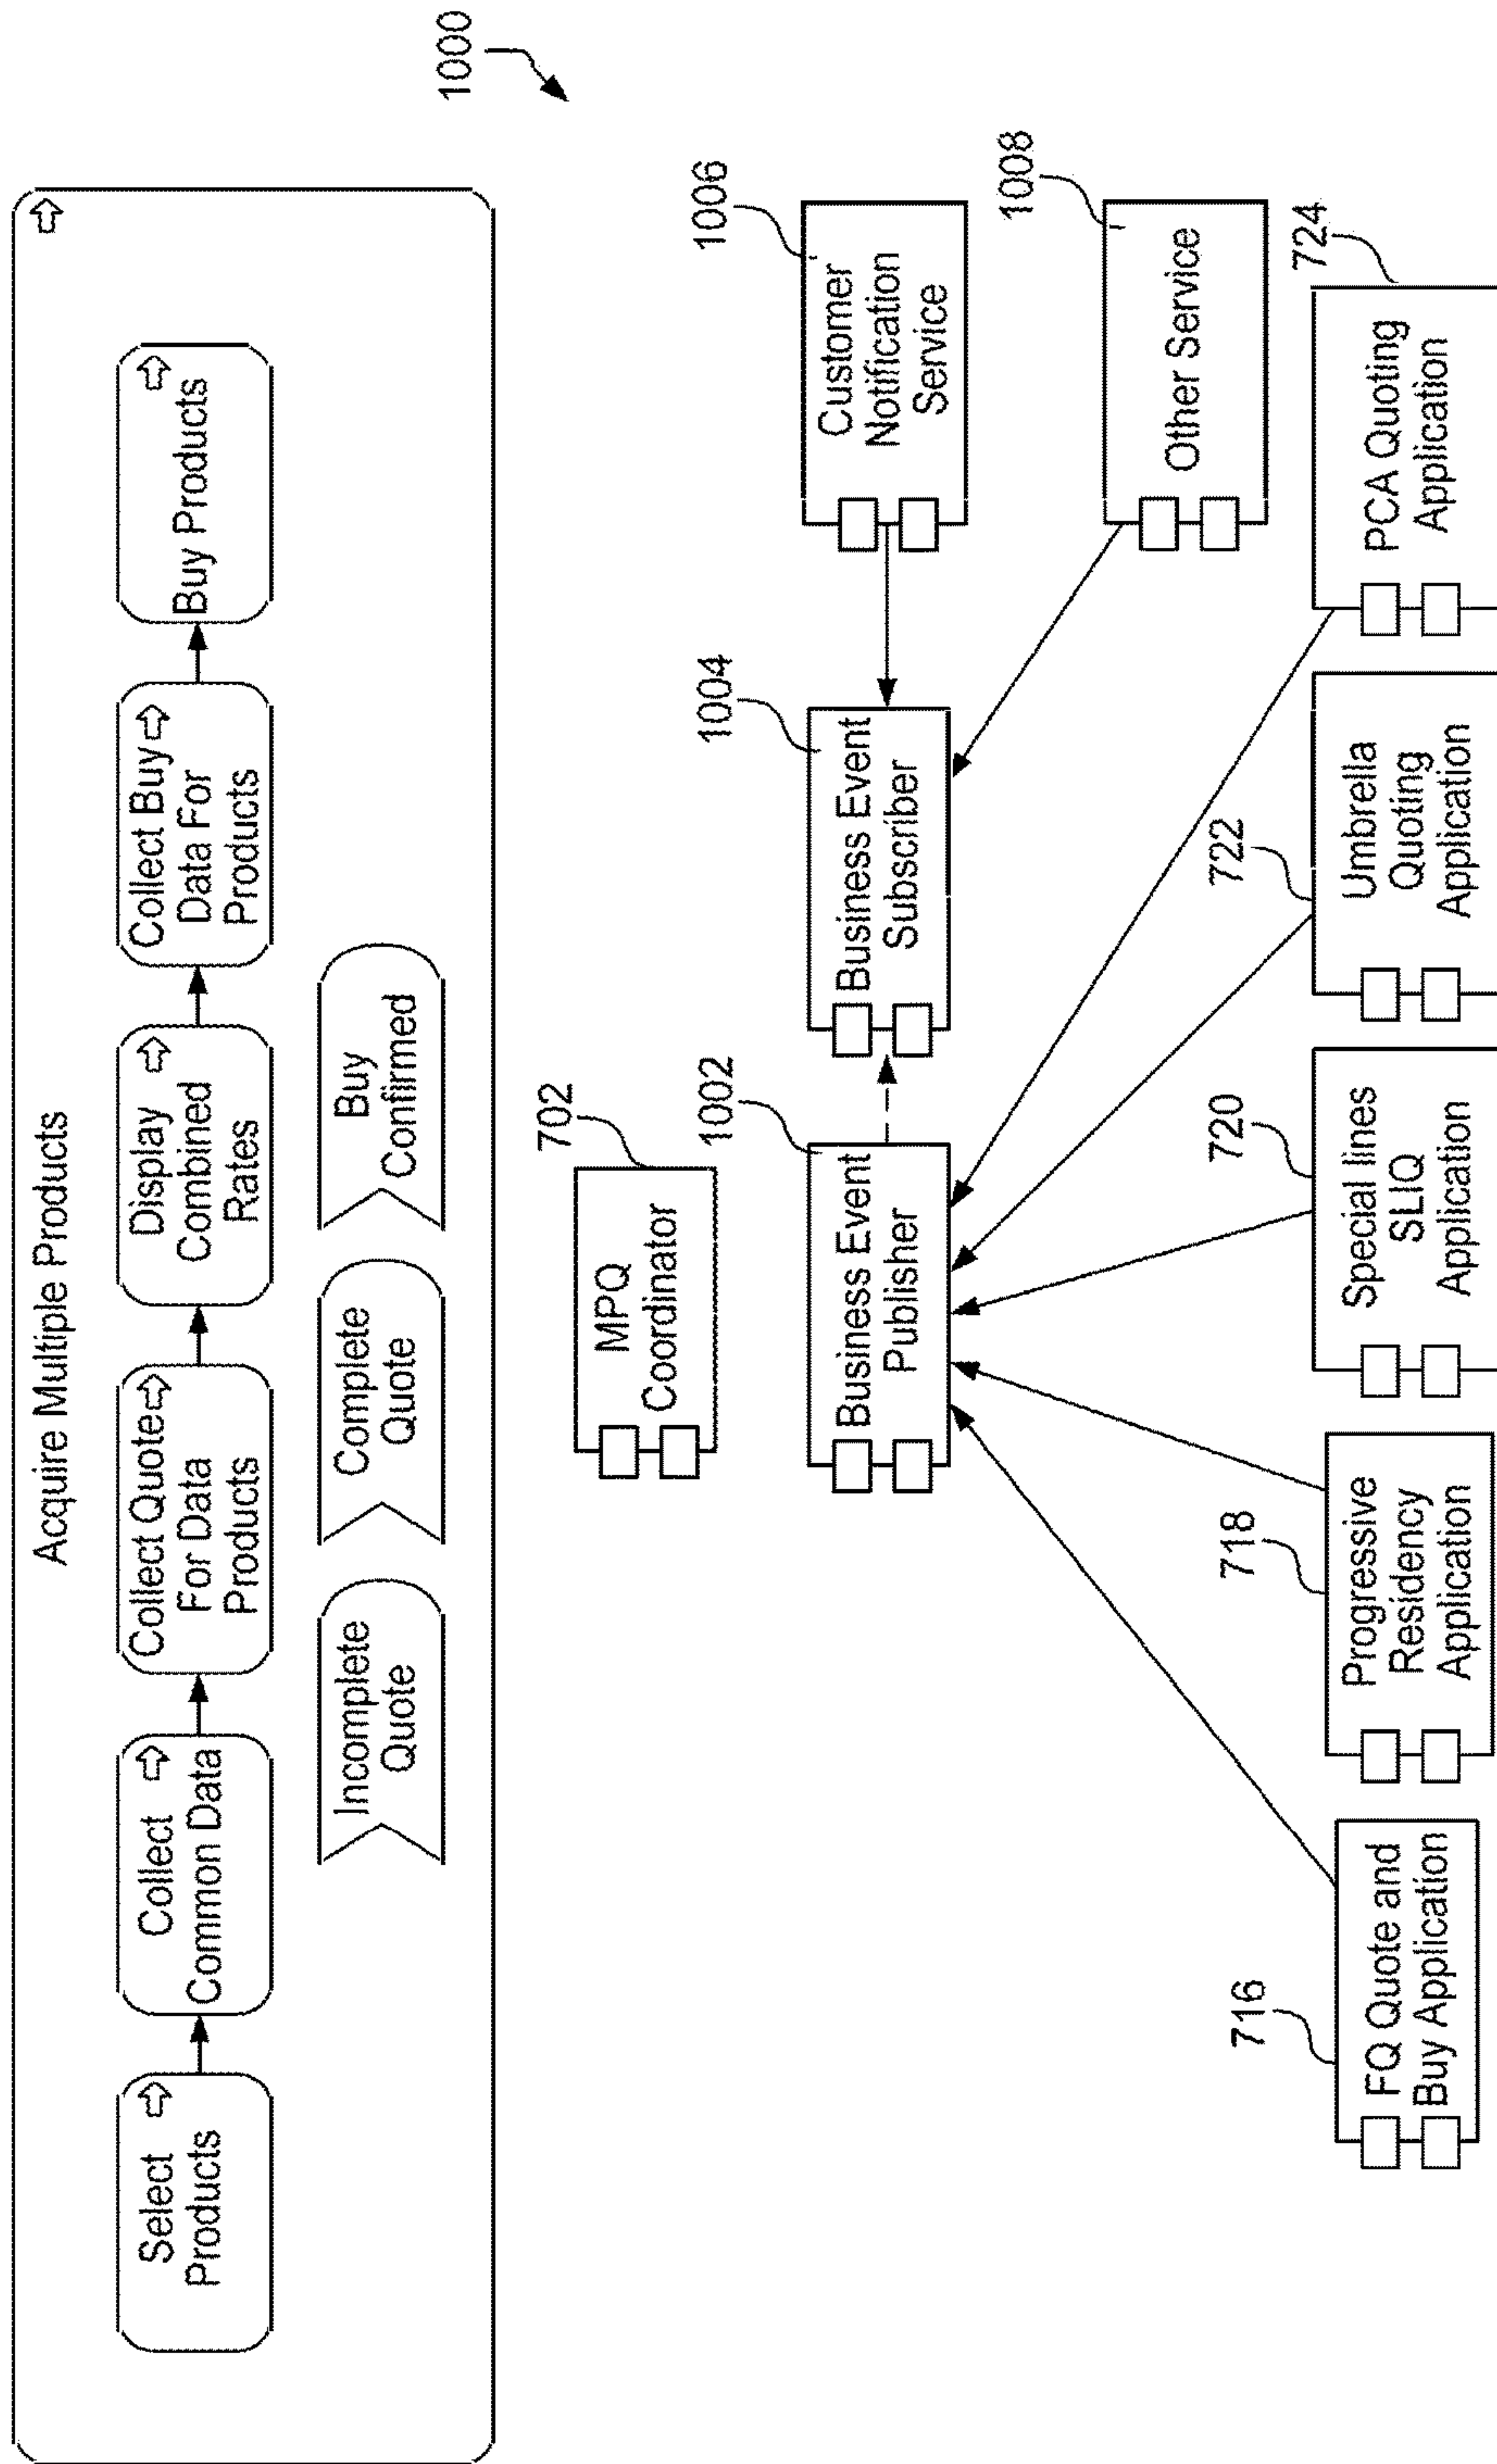 Acquire Multiple Products
Select
Products
Collect
Common Data
Collect Quote
For Data
Products
Display
Combined
Rates
Collect Buy
Data For
Products
Buy Products
Incomplete
Quote
Complete
Quote
Buy
Confirmed
1000
702
MPQ
Coordinator
1002
Business Event
Publisher
1004
Business Event
Subscriber
1006
Customer
Notification
Service
1008
Other Service
716
FQ Quote and
Buy Application
718
Progressive
Residency
Application
720
Special lines
SLIQ
Application
722
Umbrella
Quoting
Application
724
PCA Quoting
Application